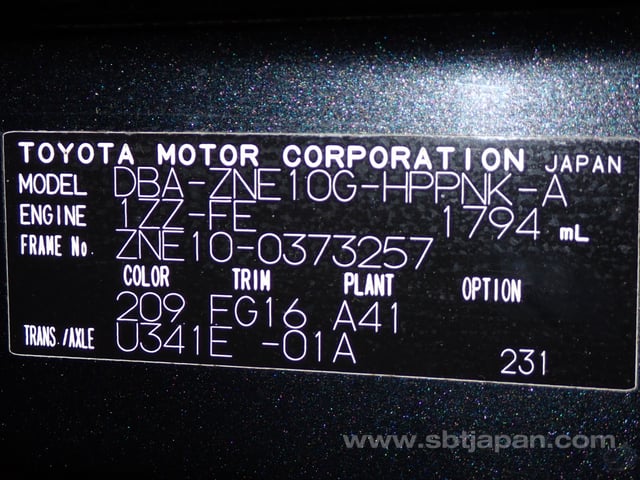 TOYOTA MOTOR CORPORATION JAPAN
MODEL DBA-ZNE10G-HPPNK-A
ENGINE 1ZZ-FE 1794 mL
FRAME No. ZNE10-0373257
COLOR TRIM PLANT OPTION
209 FG16 A41
TRANS./AXLE U341E -01A 231
www.sbtjapan.com